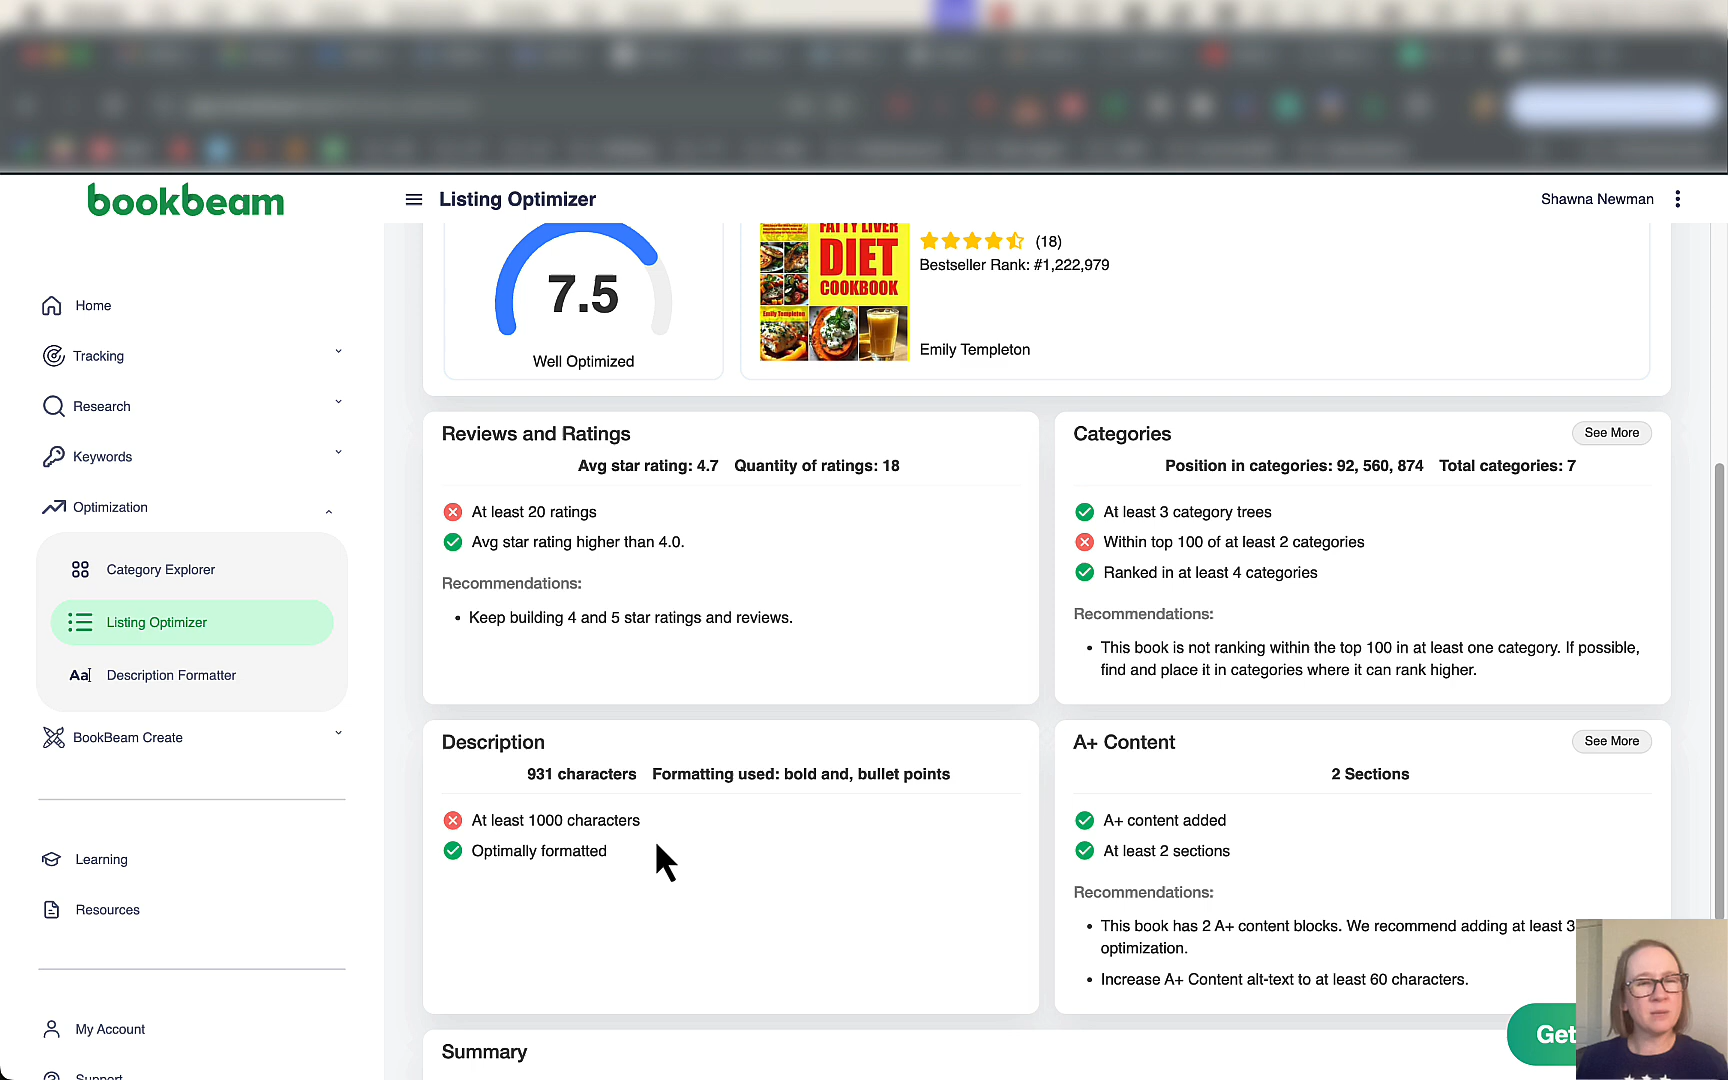 bookbeam
Listing Optimizer
Shawna Newman
Home
Tracking
Research
Keywords
Optimization
Category Explorer
Listing Optimizer
Aa Description Formatter
BookBeam Create
Learning
Resources
My Account
Support
7.5
Well Optimized
FATTY LIVER
DIET
COOKBOOK
Emily Templeton
(18)
Bestseller Rank: #1,222,979
Emily Templeton
Reviews and Ratings
Avg star rating: 4.7 Quantity of ratings: 18
At least 20 ratings
Avg star rating higher than 4.0.
Recommendations:
• Keep building 4 and 5 star ratings and reviews.
Categories
See More
Position in categories: 92, 560, 874 Total categories: 7
At least 3 category trees
Within top 100 of at least 2 categories
Ranked in at least 4 categories
Recommendations:
• This book is not ranking within the top 100 in at least one category. If possible,
find and place it in categories where it can rank higher.
Description
931 characters Formatting used: bold and, bullet points
At least 1000 characters
Optimally formatted
A+ Content
See More
2 Sections
A+ content added
At least 2 sections
Recommendations:
• This book has 2 A+ content blocks. We recommend adding at least 3
optimization.
• Increase A+ Content alt-text to at least 60 characters.
Summary
Get